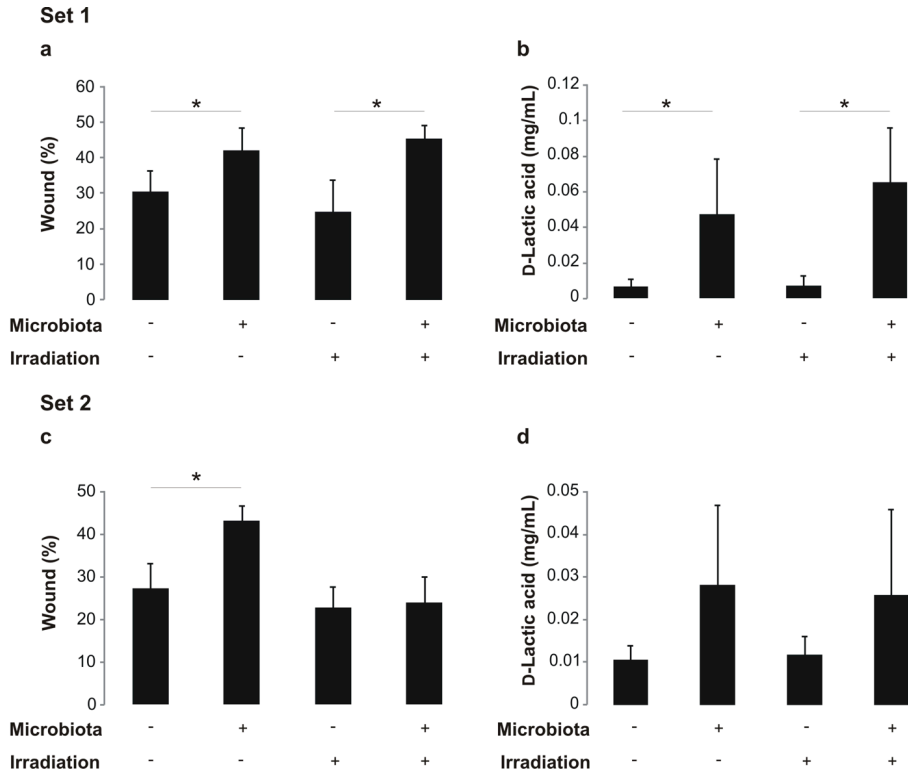 Set 1
a
b
60
50
40
30
20
10
0
Wound (%)
*
*
0.12
0.1
0.08
0.06
0.04
0.02
0
D-Lactic acid (mg/mL)
*
*
Microbiota - + - +
Irradiation - - + +
Microbiota - + - +
Irradiation - - + +
Set 2
c
d
50
40
30
20
10
0
Wound (%)
*
0.05
0.04
0.03
0.02
0.01
0
D-Lactic acid (mg/mL)
Microbiota - + - +
Irradiation - - + +
Microbiota - + - +
Irradiation - - + +